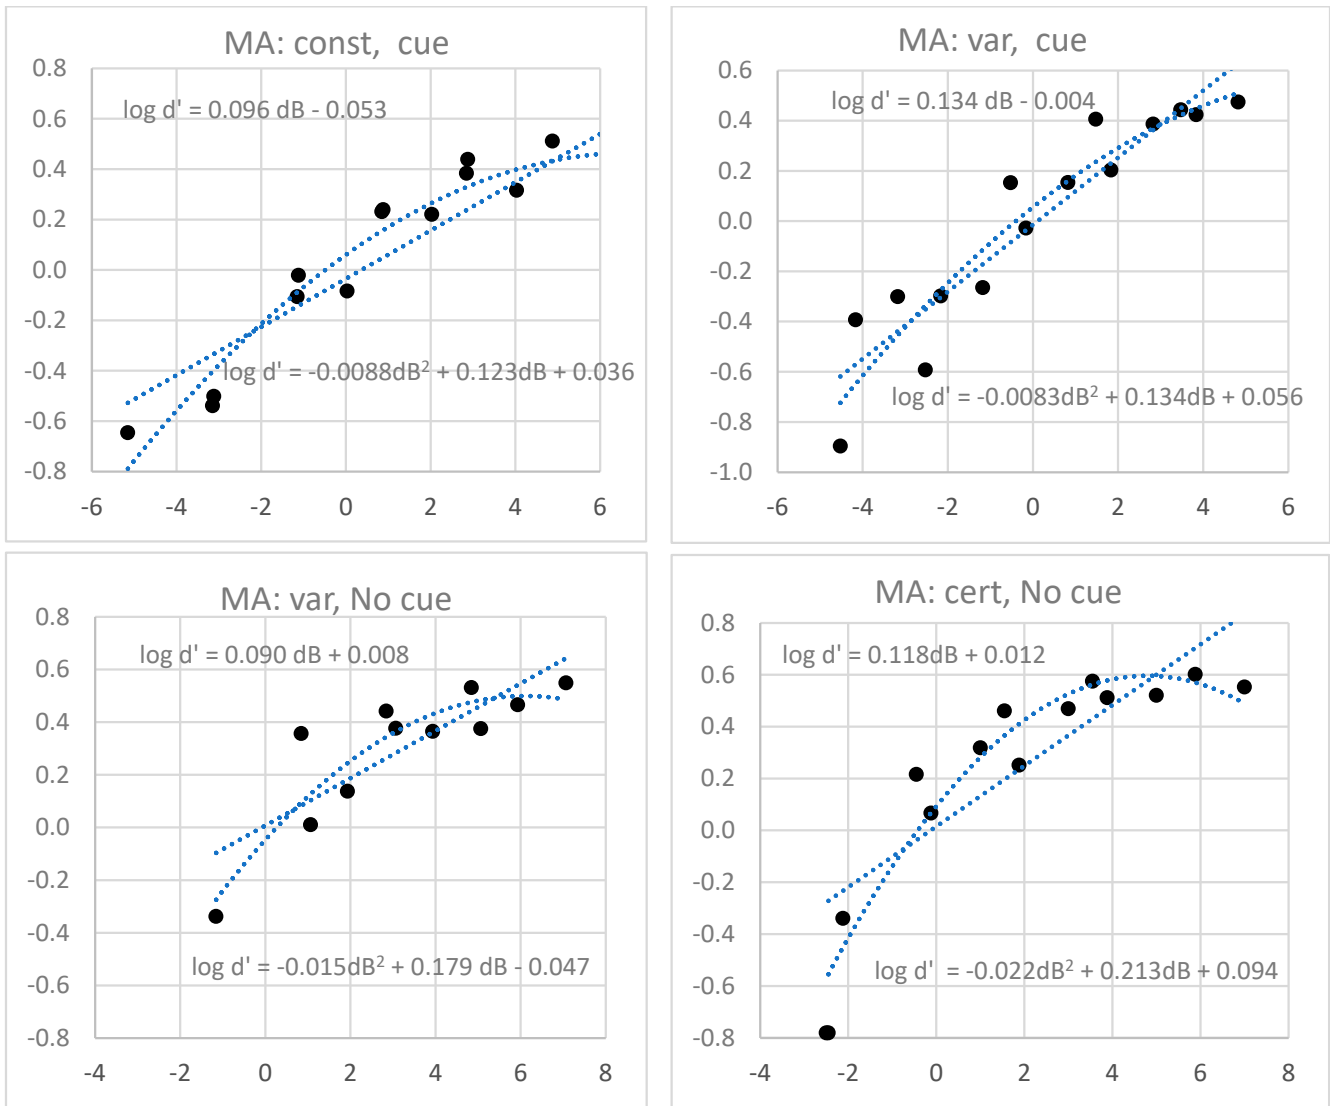 MA: const,  cue
0.8
log d' = 0.096 dB - 0.053
0.6
0.4
0.2
0.0
-0.2
-0.4
log d' = -0.0088dB² + 0.123dB + 0.036
-0.6
-0.8
-6 -4 -2 0 2 4 6
MA: var,  cue
0.6
log d' = 0.134 dB - 0.004
0.4
0.2
0.0
-0.2
-0.4
-0.6
log d' = -0.0083dB² + 0.134dB + 0.056
-0.8
-1.0
-6 -4 -2 0 2 4 6
MA: var, No cue
0.8
log d' = 0.090 dB + 0.008
0.6
0.4
0.2
0.0
-0.2
-0.4
log d' = -0.015dB² + 0.179 dB - 0.047
-0.6
-0.8
-4 -2 0 2 4 6 8
MA: cert, No cue
0.8
log d' = 0.118dB + 0.012
0.6
0.4
0.2
0.0
-0.2
-0.4
log d' = -0.022dB² + 0.213dB + 0.094
-0.6
-0.8
-4 -2 0 2 4 6 8